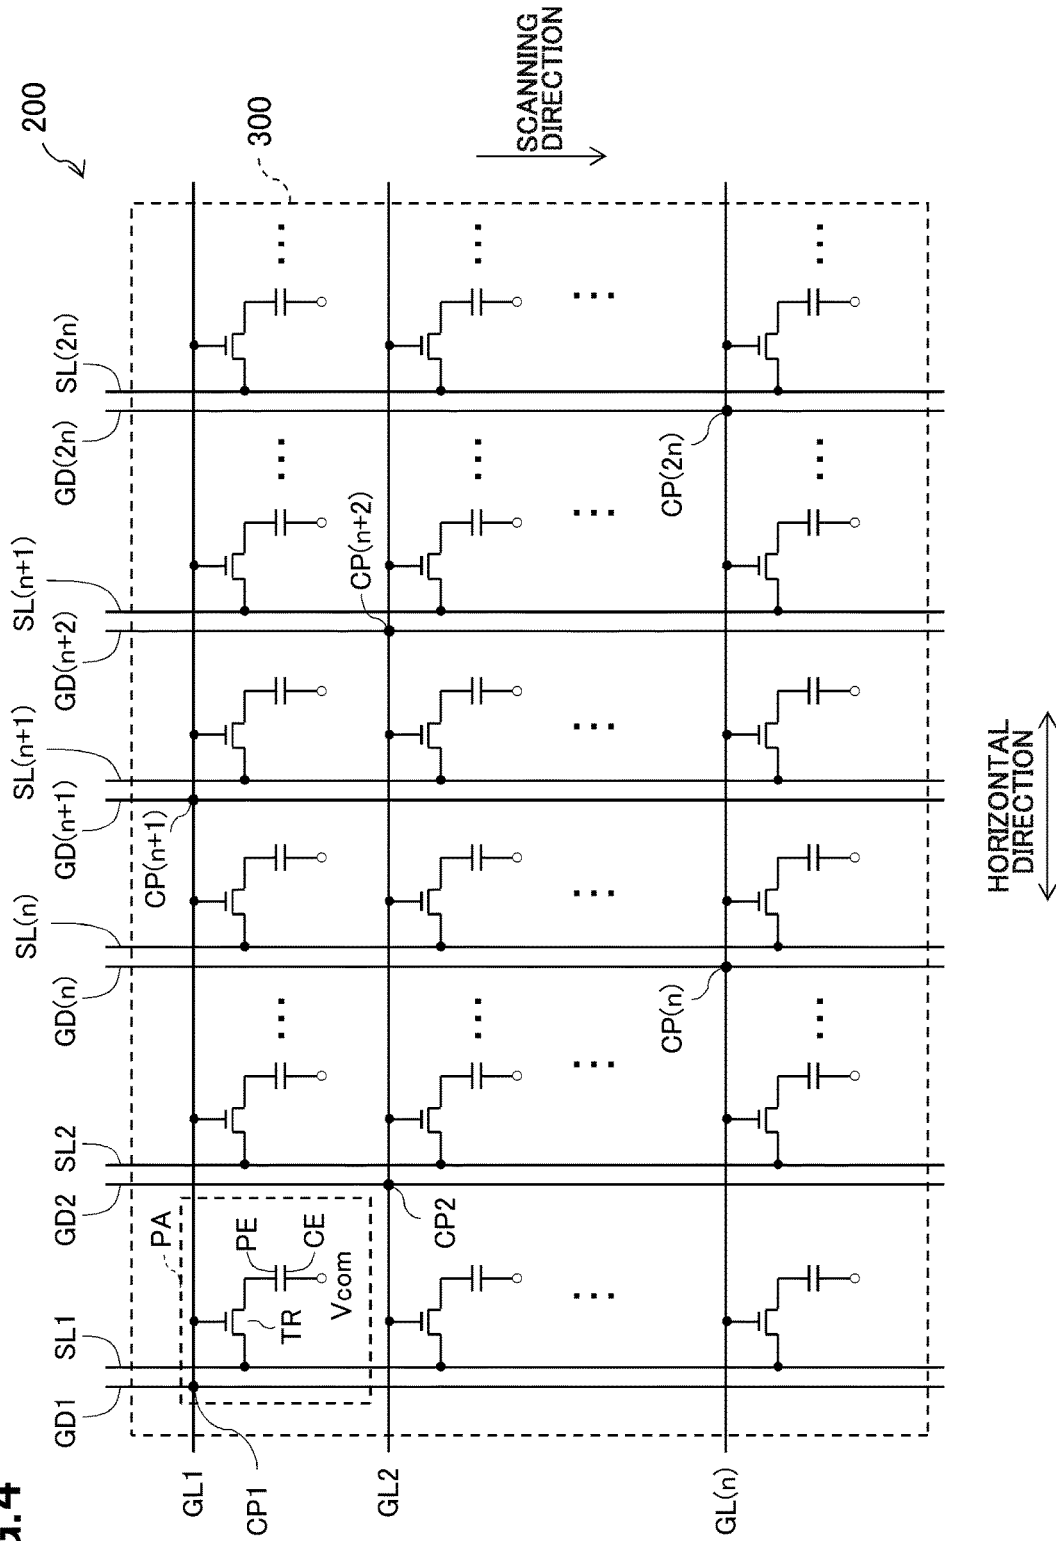 G.4
200
300
SCANNING
DIRECTION
GD1
SL1
GD2
SL2
GD(n)
SL(n)
GD(n+1)
SL(n+1)
GD(n+2)
SL(n+1)
GD(2n)
SL(2n)
PA
GL1
CP1
CP(n+1)
PE
CE
TR
Vcom
GL2
CP2
CP(n+2)
GL(n)
CP(n)
CP(2n)
HORIZONTAL
DIRECTION